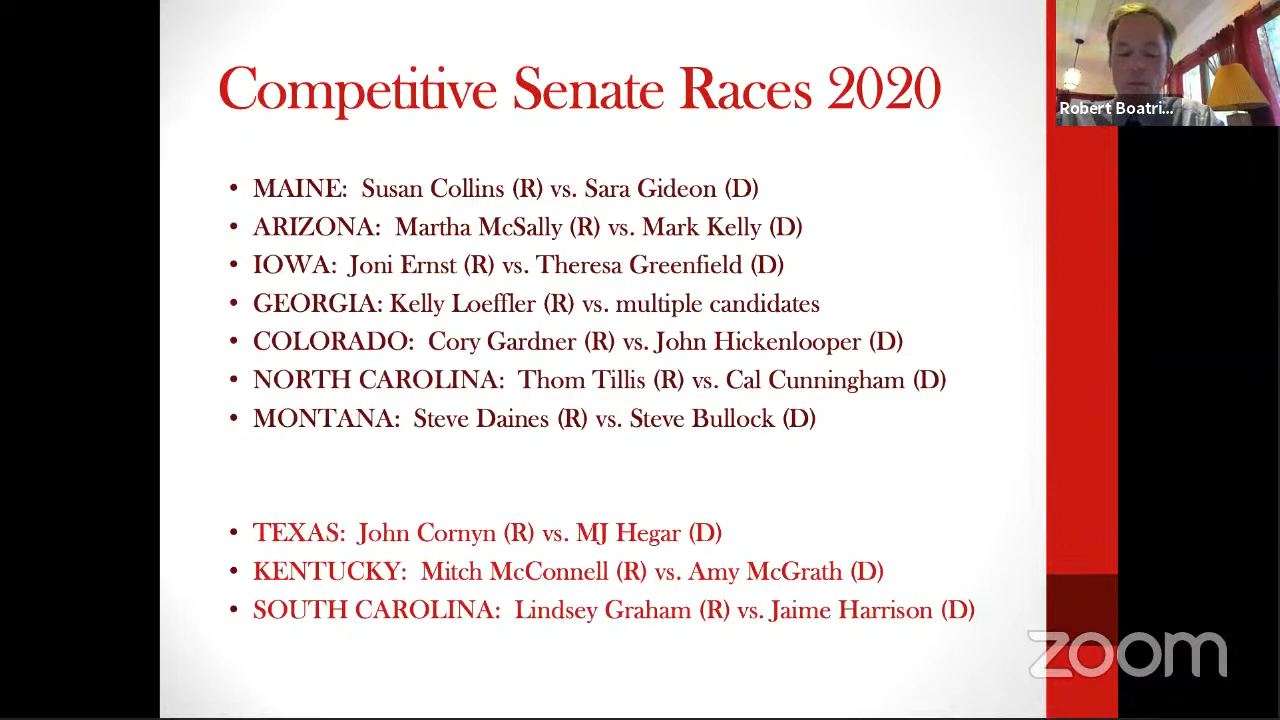 Competitive Senate Races 2020
Robert Boatri...
• MAINE: Susan Collins (R) vs. Sara Gideon (D)
• ARIZONA: Martha McSally (R) vs. Mark Kelly (D)
• IOWA: Joni Ernst (R) vs. Theresa Greenfield (D)
• GEORGIA: Kelly Loeffler (R) vs. multiple candidates
• COLORADO: Cory Gardner (R) vs. John Hickenlooper (D)
• NORTH CAROLINA: Thom Tillis (R) vs. Cal Cunningham (D)
• MONTANA: Steve Daines (R) vs. Steve Bullock (D)
• TEXAS: John Cornyn (R) vs. MJ Hegar (D)
• KENTUCKY: Mitch McConnell (R) vs. Amy McGrath (D)
• SOUTH CAROLINA: Lindsey Graham (R) vs. Jaime Harrison (D)
zoom